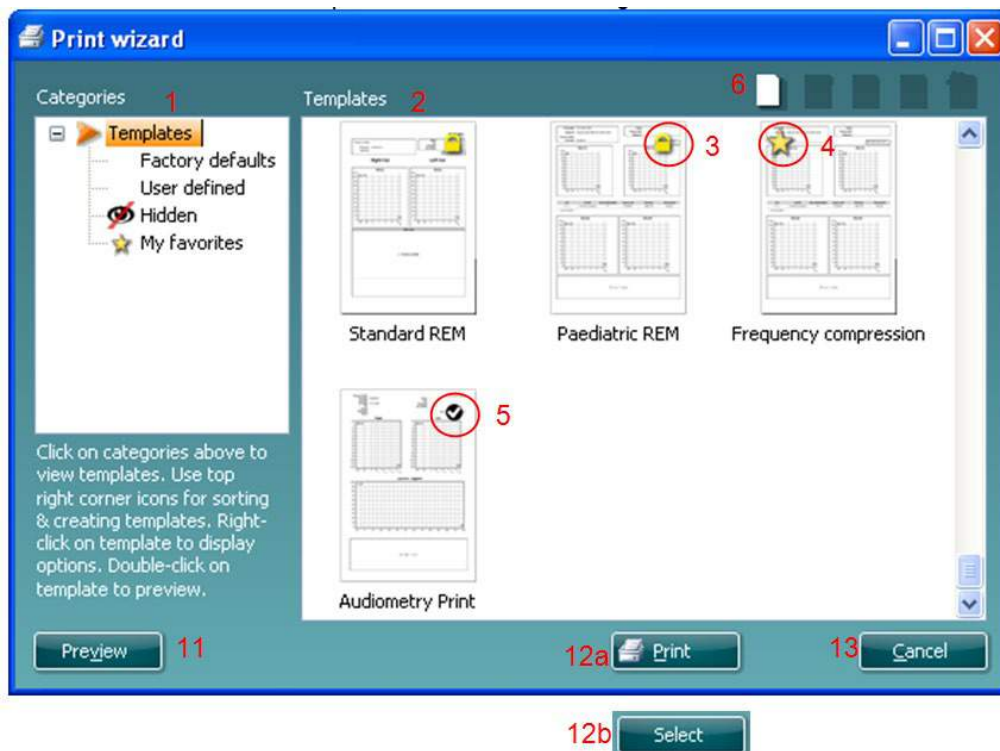 Print wizard
Categories 1 Templates 2 6
Templates
Factory defaults
User defined
Hidden
My favorites
3 4
Standard REM Paediatric REM Frequency compression
5
Audiometry Print
Click on categories above to
view templates. Use top
right corner icons for sorting
& creating templates. Right-
click on template to display
options. Double-click on
template to preview.
Preview 11 12a Print 13 Cancel
12b Select